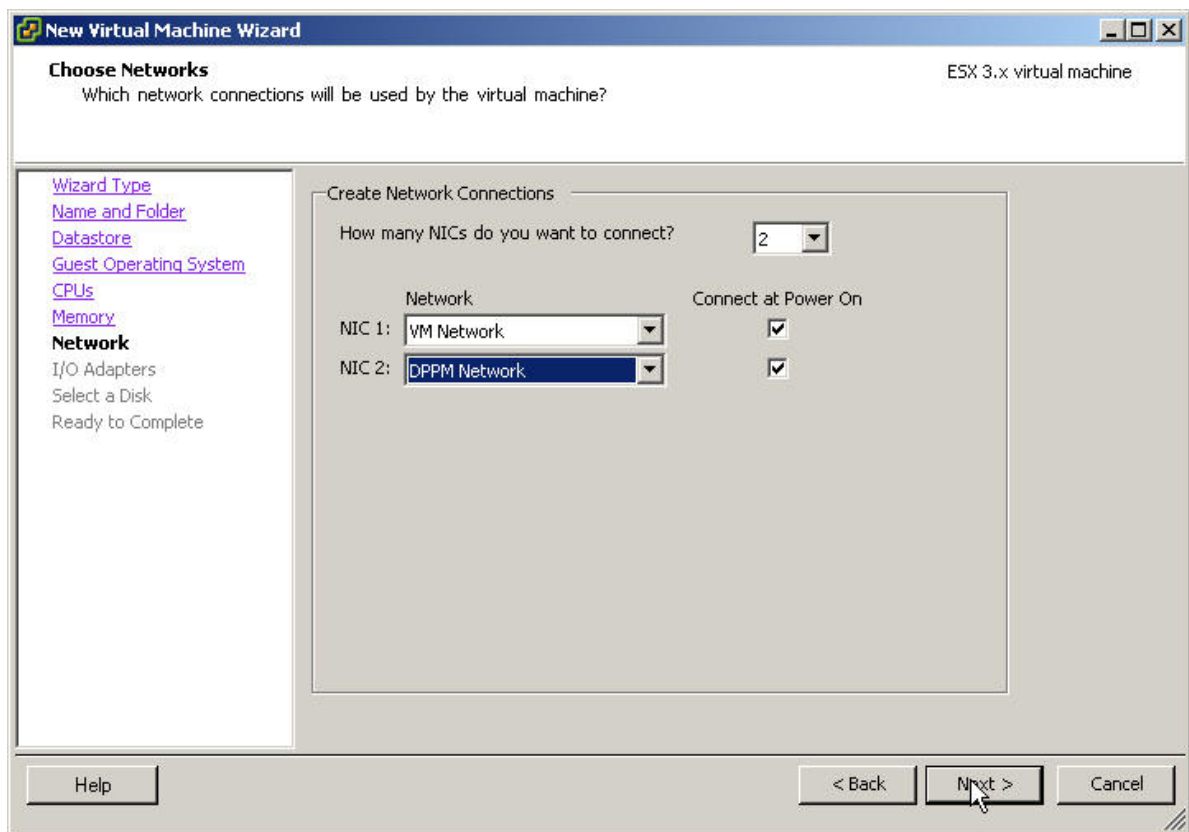 New Virtual Machine Wizard
Choose Networks
ESX 3.x virtual machine
Which network connections will be used by the virtual machine?
Wizard Type
Name and Folder
Datastore
Guest Operating System
CPUs
Memory
Network
I/O Adapters
Select a Disk
Ready to Complete
Create Network Connections
How many NICs do you want to connect? 2
Network Connect at Power On
NIC 1: VM Network
NIC 2: DPPM Network
Help < Back Next > Cancel